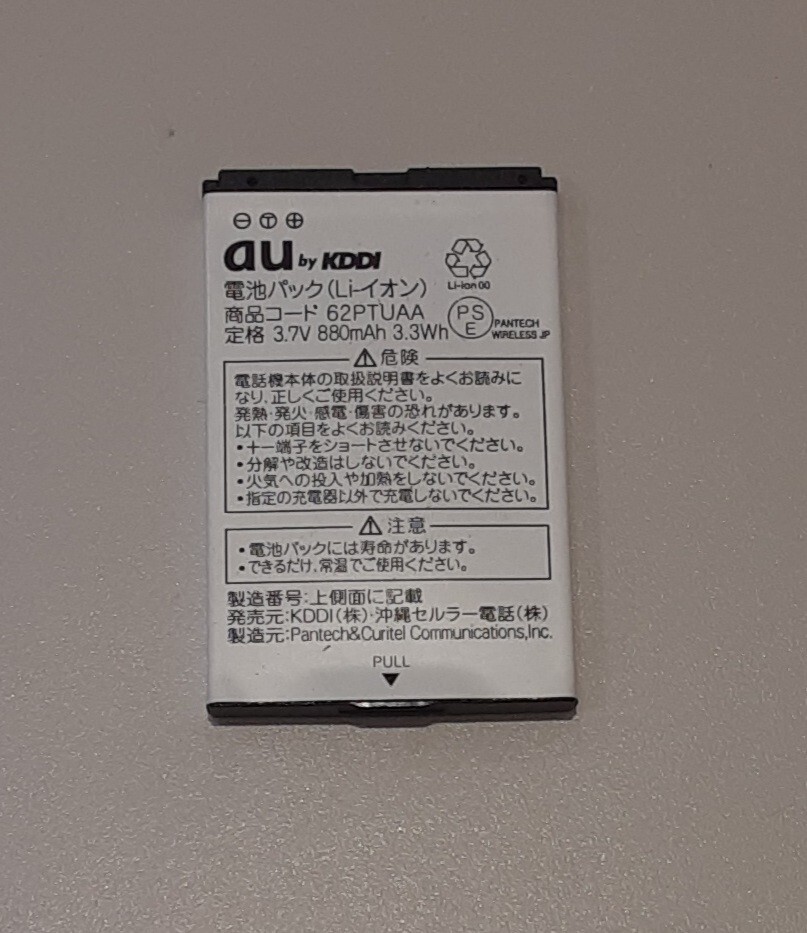 ⊖ Ⓣ ⊕
au by KDDI
Li-ion 00
電池パック(Li-イオン)
商品コード 62PTUAA
定格 3.7V 880mAh 3.3Wh
PS
E
PANTECH
WIRELESS JP
⚠危険
電話機本体の取扱説明書をよくお読みに
なり、正しくご使用ください。
発熱・発火・感電・傷害の恐れがあります。
以下の項目をよくお読みください。
・+-端子をショートさせないでください。
・分解や改造はしないでください。
・火気への投入や加熱をしないでください。
・指定の充電器以外で充電しないでください。
⚠注意
・電池パックには寿命があります。
・できるだけ、常温でご使用ください。
製造番号:上側面に記載
発売元:KDDI(株)・沖縄セルラー電話(株)
製造元:Pantech&Curitel Communications,Inc.
PULL
▼